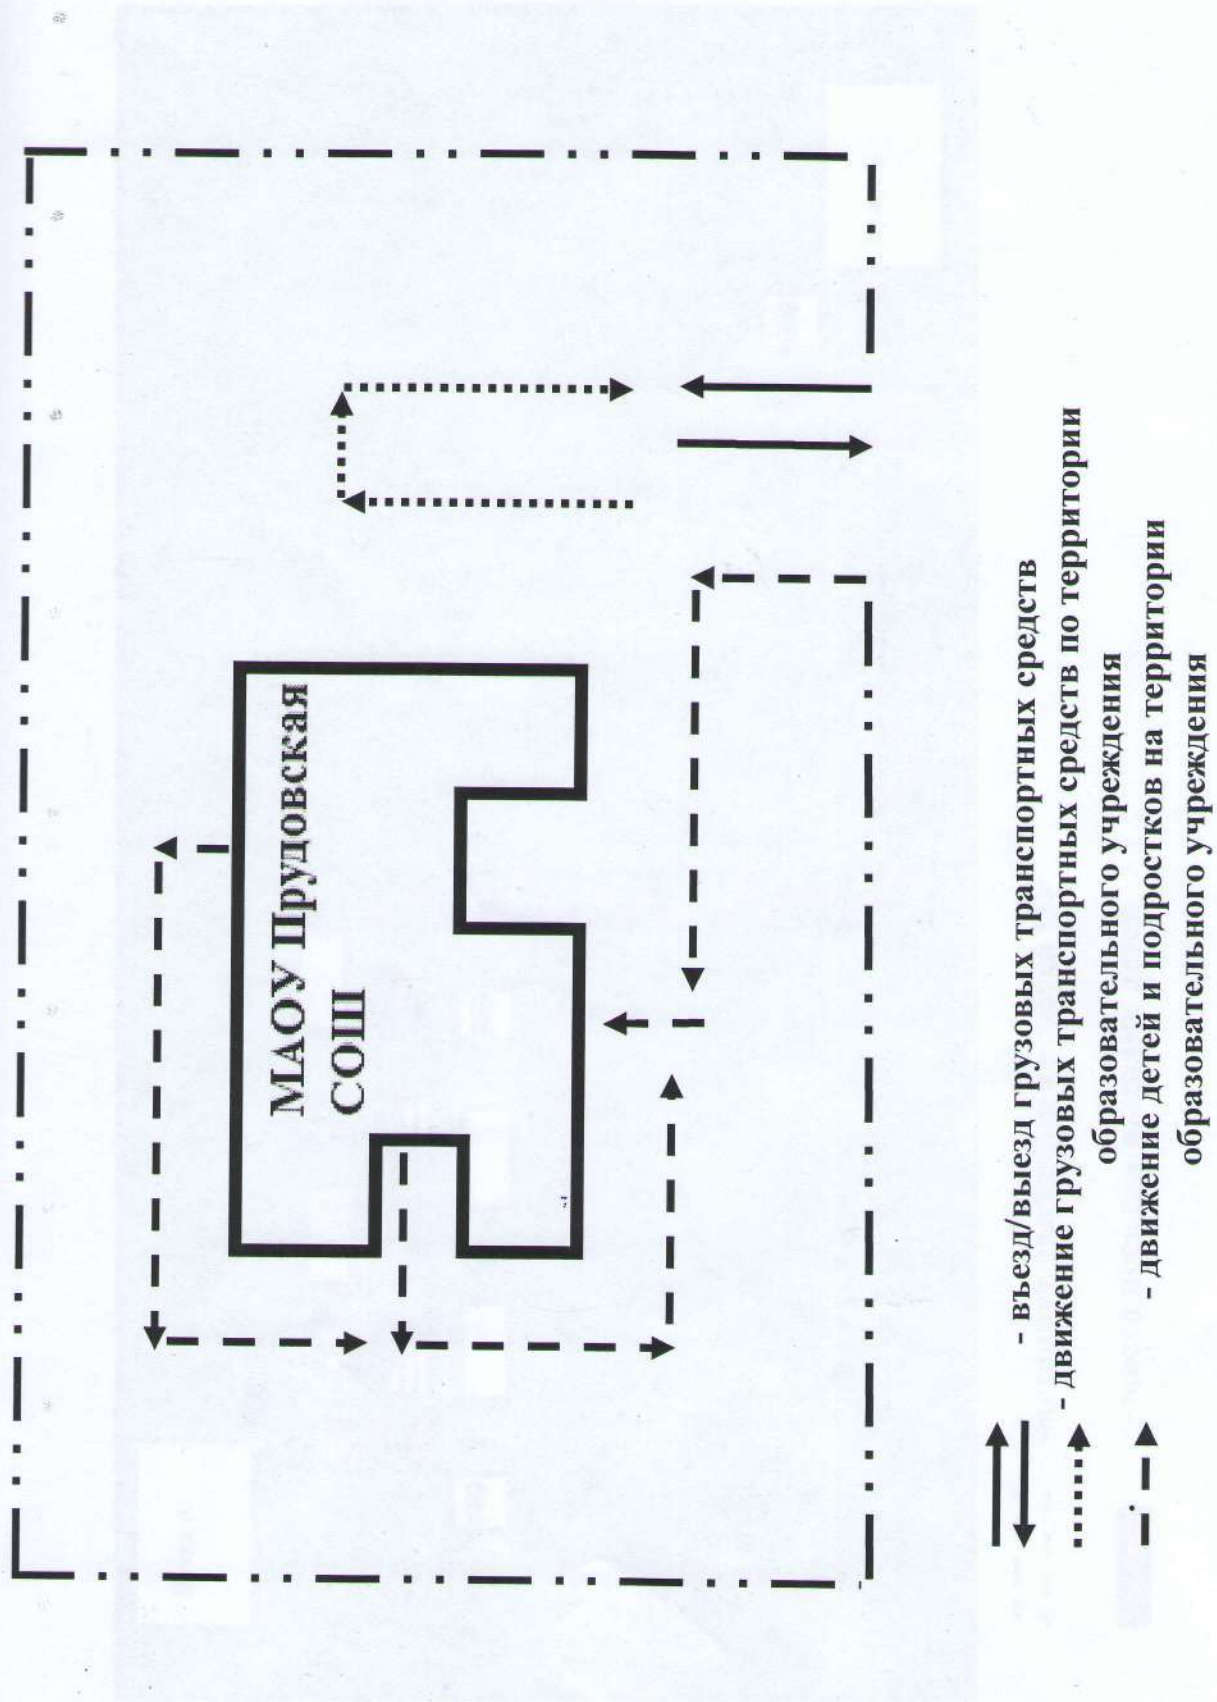 МАОУ Прудовская
СОШ
- въезд/выезд грузовых транспортных средств
- движение грузовых транспортных средств по территории
образовательного учреждения
- движение детей и подростков на территории
образовательного учреждения